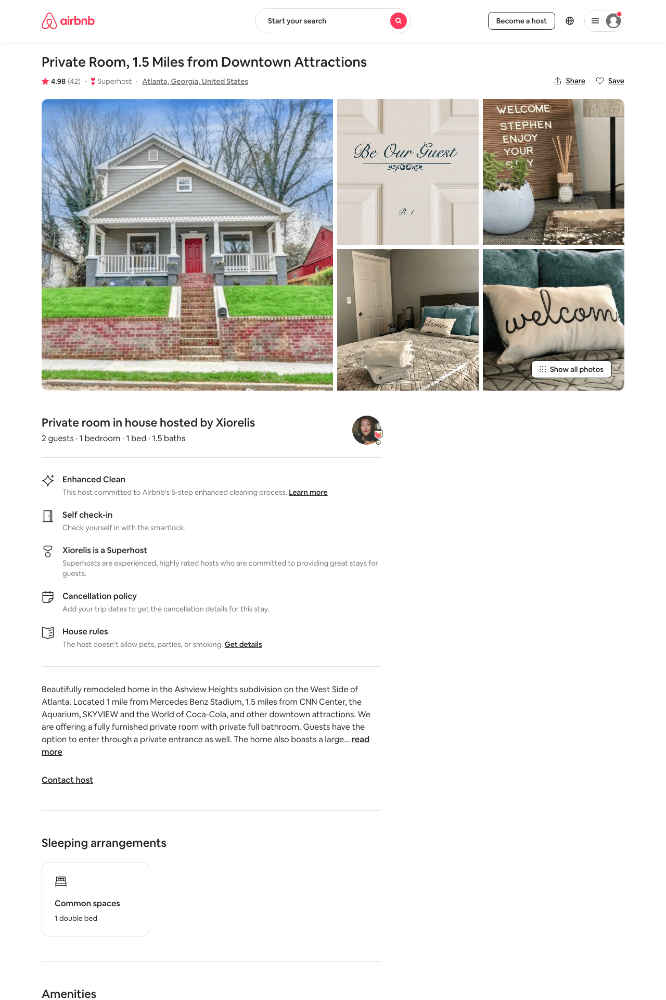 airbnb
Start your search
Become a host
Private Room, 1.5 Miles from Downtown Attractions
4.98 (42) · Superhost · Atlanta, Georgia, United States
Share
Save
Be Our Guest
R 1
WELCOME
STEPHEN
ENJOY
YOUR
LOST
welcome
welcome
Show all photos
Private room in house hosted by Xiorelis
2 guests · 1 bedroom · 1 bed · 1.5 baths
Enhanced Clean
This host committed to Airbnb's 5-step enhanced cleaning process. Learn more
Self check-in
Check yourself in with the smartlock.
Xiorelis is a Superhost
Superhosts are experienced, highly rated hosts who are committed to providing great stays for
guests.
Cancellation policy
Add your trip dates to get the cancellation details for this stay.
House rules
The host doesn’t allow pets, parties, or smoking. Get details
Beautifully remodeled home in the Ashview Heights subdivision on the West Side of
Atlanta. Located 1 mile from Mercedes Benz Stadium, 1.5 miles from CNN Center, the
Aquarium, SKYVIEW and the World of Coca-Cola, and other downtown attractions. We
are offering a fully furnished private room with private full bathroom. Guests have the
option to enter through a private entrance as well. The home also boasts a large… read
more
Contact host
Sleeping arrangements
Common spaces
1 double bed
Amenities